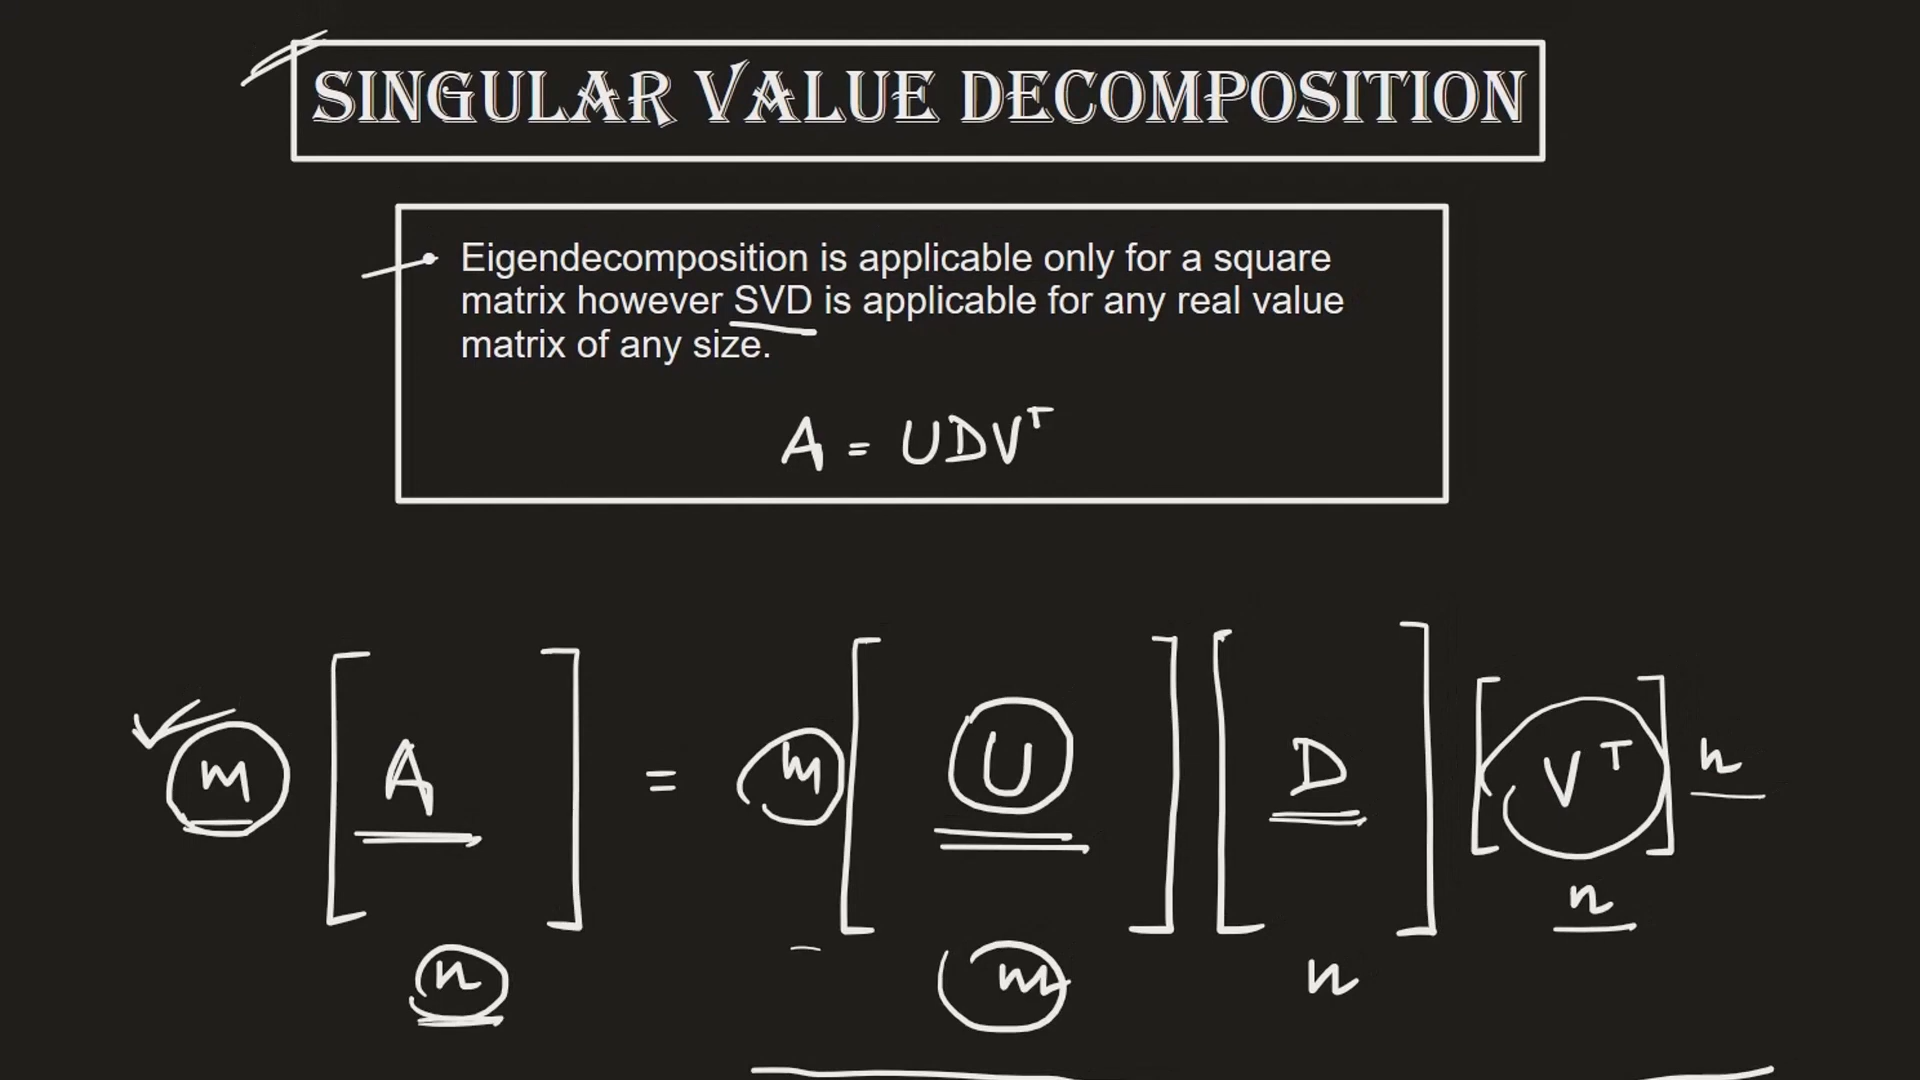 SINGULAR VALUE DECOMPOSITION
• Eigendecomposition is applicable only for a square
matrix however SVD is applicable for any real value
matrix of any size.
A = UDVᵀ
m [ A ] = m [ U ] [ D ] [ Vᵀ ] n
n m n n